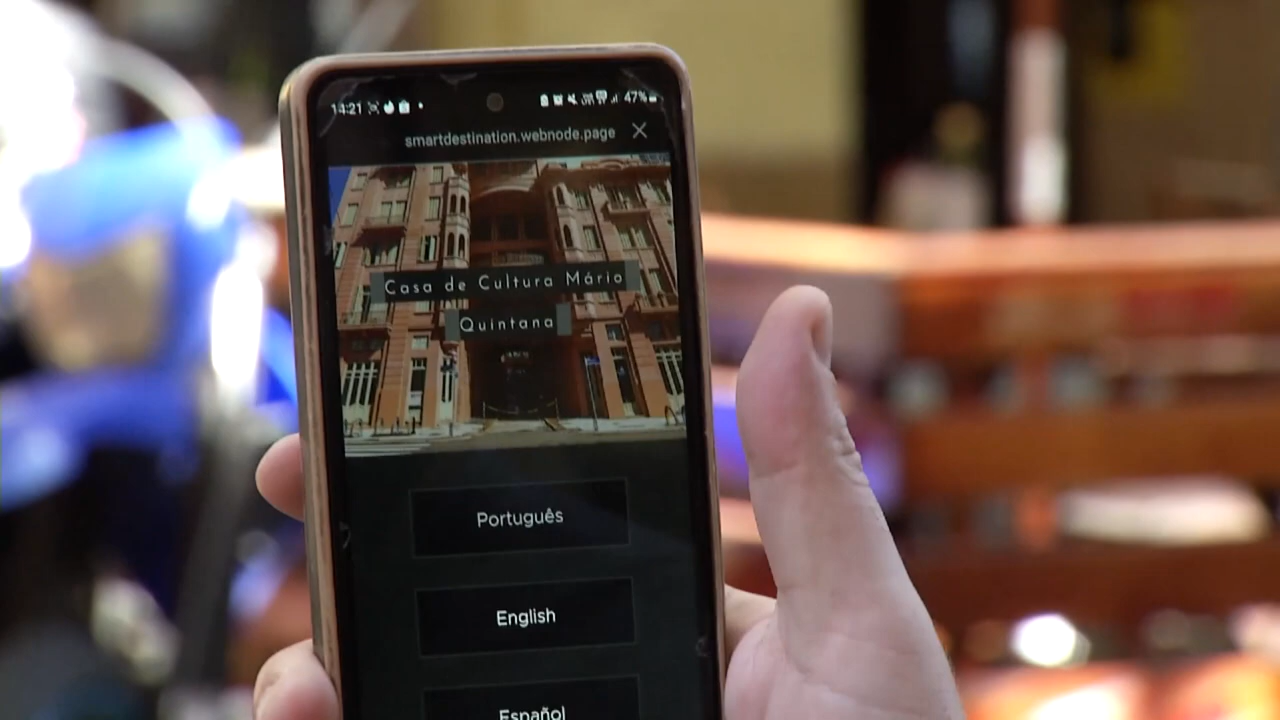 14:21
47%
smartdestination.webnode.page
Casa de Cultura Mário
Quintana
Português
English
Español